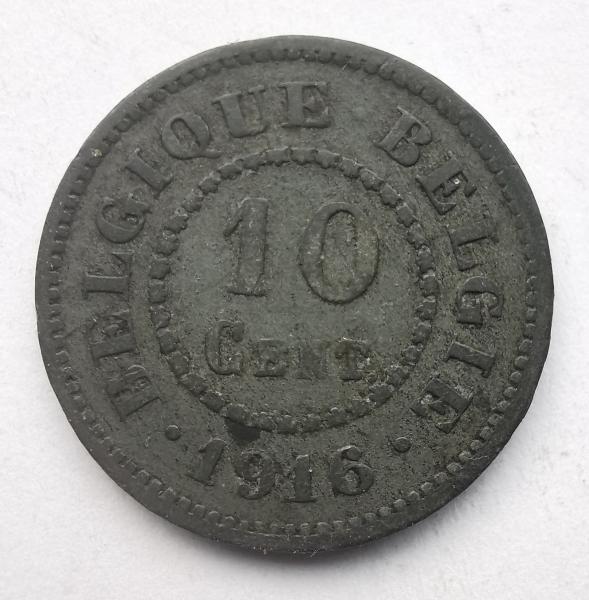 BELGIQUE BELGIE
10
CENT
· 1916 ·